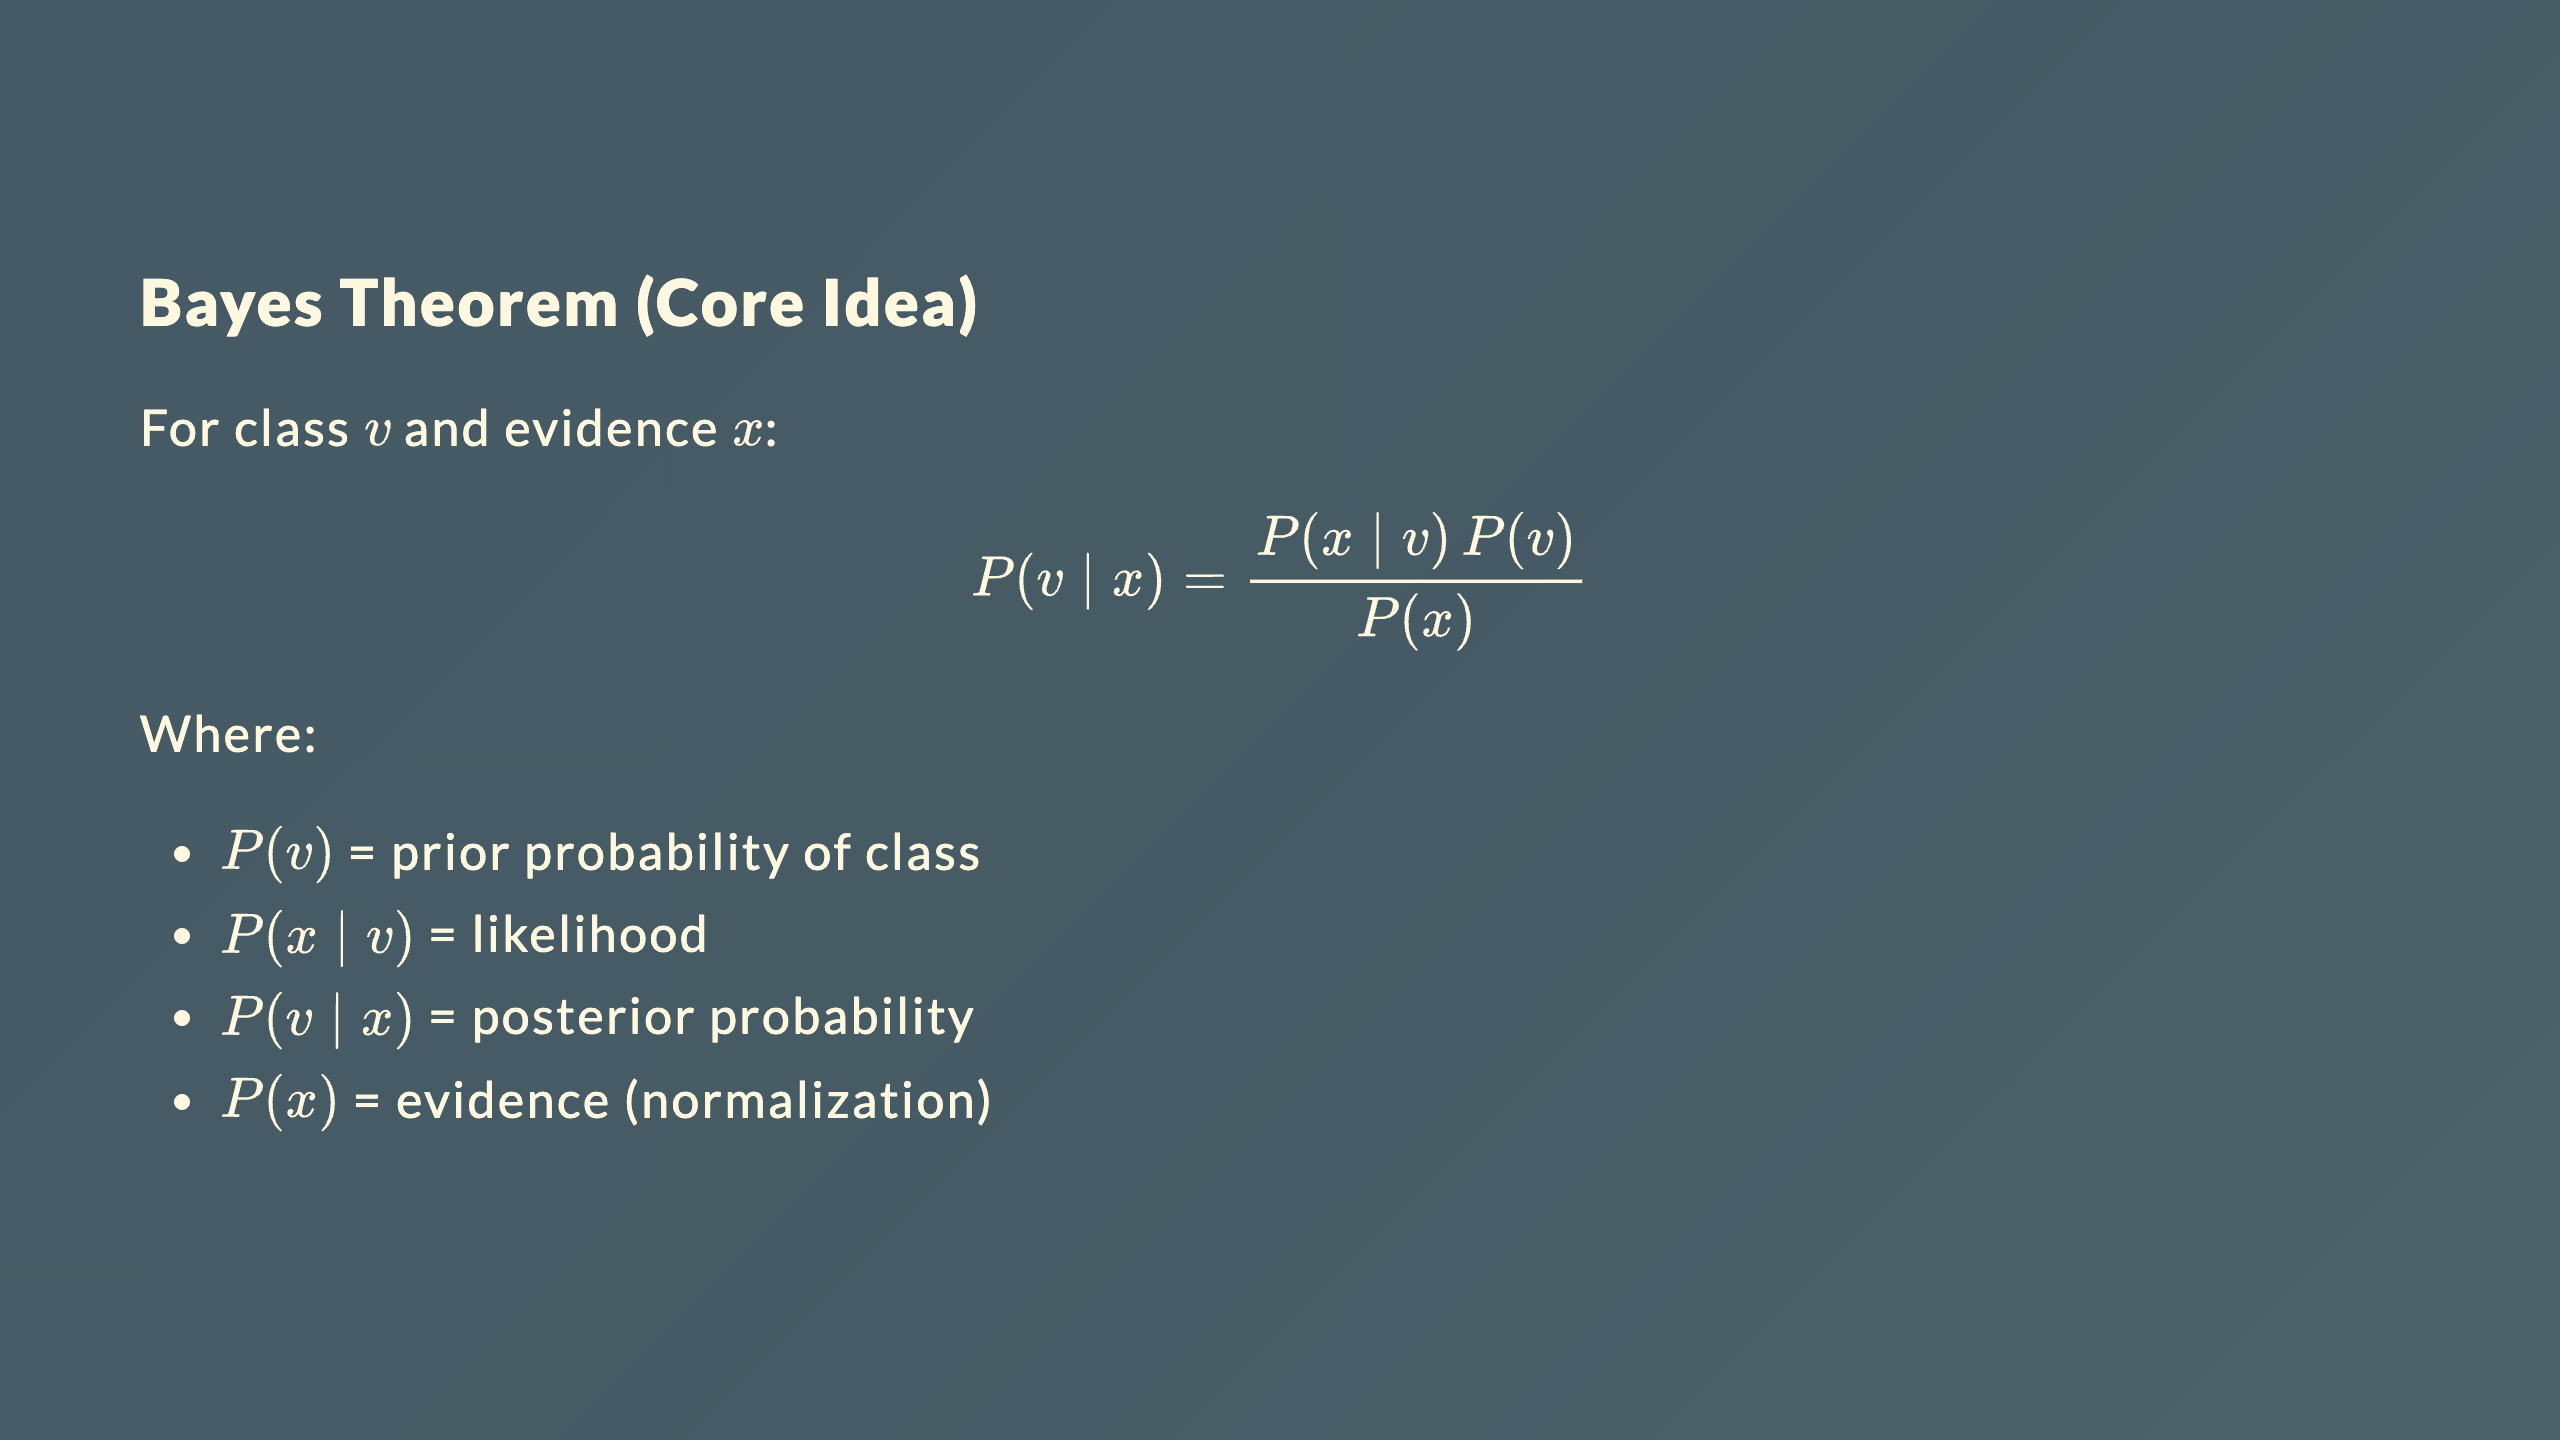 Bayes Theorem (Core Idea)
For class v and evidence x:
P(v | x) = P(x | v) P(v) / P(x)
Where:
• P(v) = prior probability of class
• P(x | v) = likelihood
• P(v | x) = posterior probability
• P(x) = evidence (normalization)